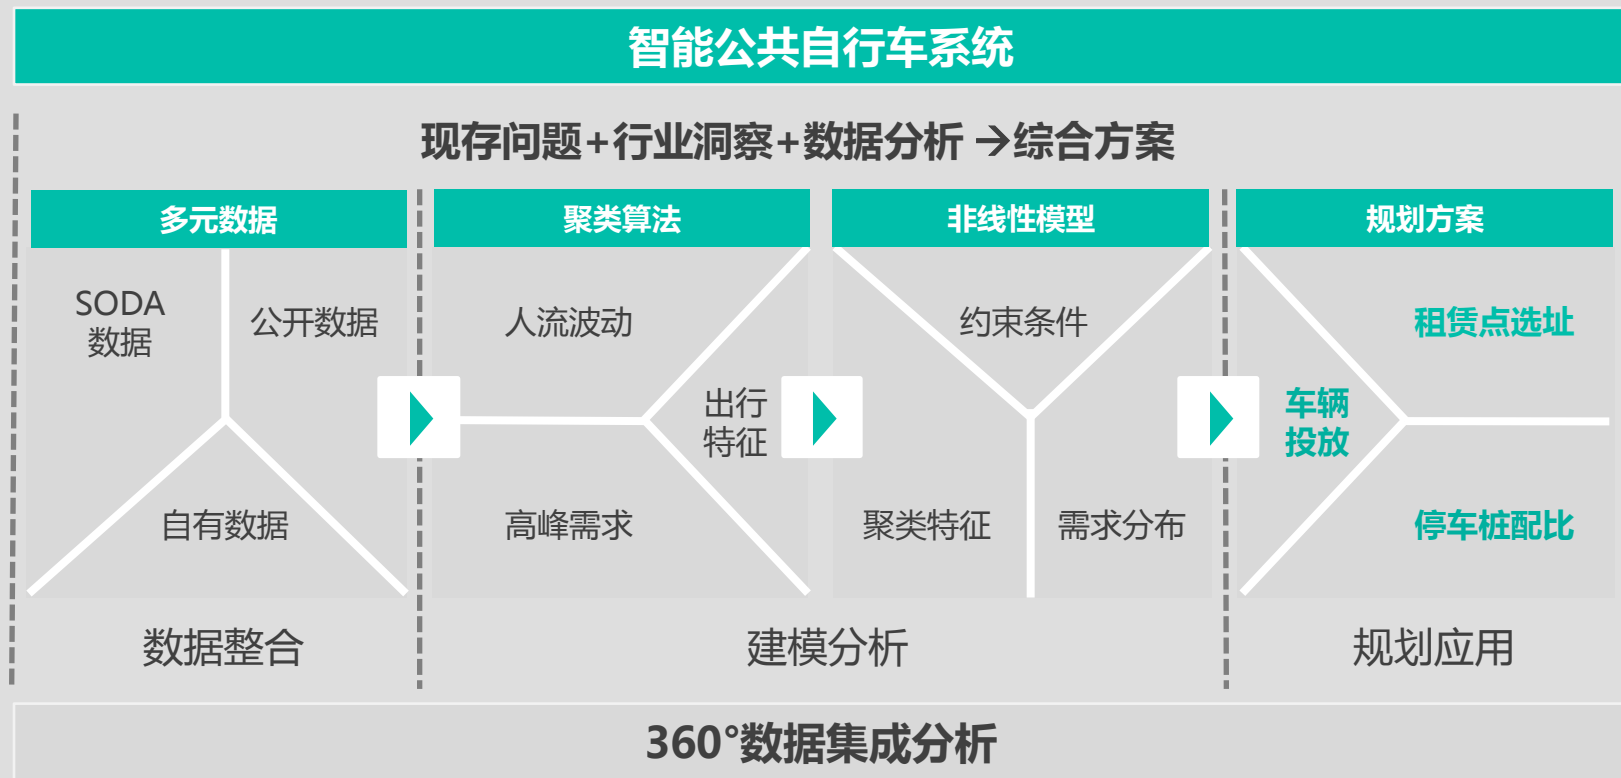 智能公共自行车系统
现存问题+行业洞察+数据分析→综合方案
多元数据
SODA
数据
公开数据
自有数据
聚类算法
人流波动
出行
特征
高峰需求
非线性模型
约束条件
聚类特征
需求分布
规划方案
租赁点选址
车辆
投放
停车桩配比
数据整合
建模分析
规划应用
360°数据集成分析